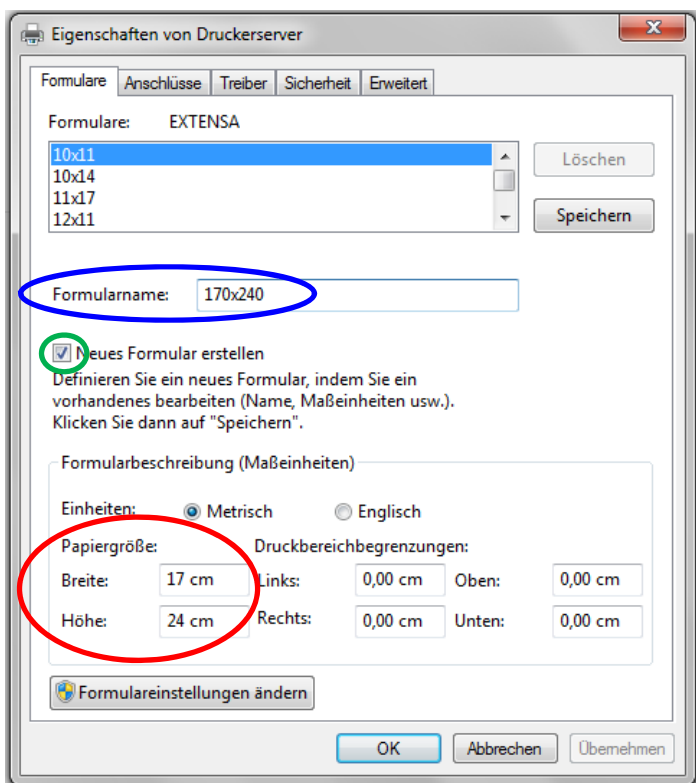 Eigenschaften von Druckerserver
Formulare Anschlüsse Treiber Sicherheit Erweitert
Formulare: EXTENSA
10x11
10x14
11x17
12x11
Löschen
Speichern
Formularname: 170x240
Neues Formular erstellen
Definieren Sie ein neues Formular, indem Sie ein
vorhandenes bearbeiten (Name, Maßeinheiten usw.).
Klicken Sie dann auf "Speichern".
Formularbeschreibung (Maßeinheiten)
Einheiten: Metrisch Englisch
Papiergröße: Druckbereichbegrenzungen:
Breite: 17 cm Links: 0,00 cm Oben: 0,00 cm
Höhe: 24 cm Rechts: 0,00 cm Unten: 0,00 cm
Formulareinstellungen ändern
OK Abbrechen Übernehmen